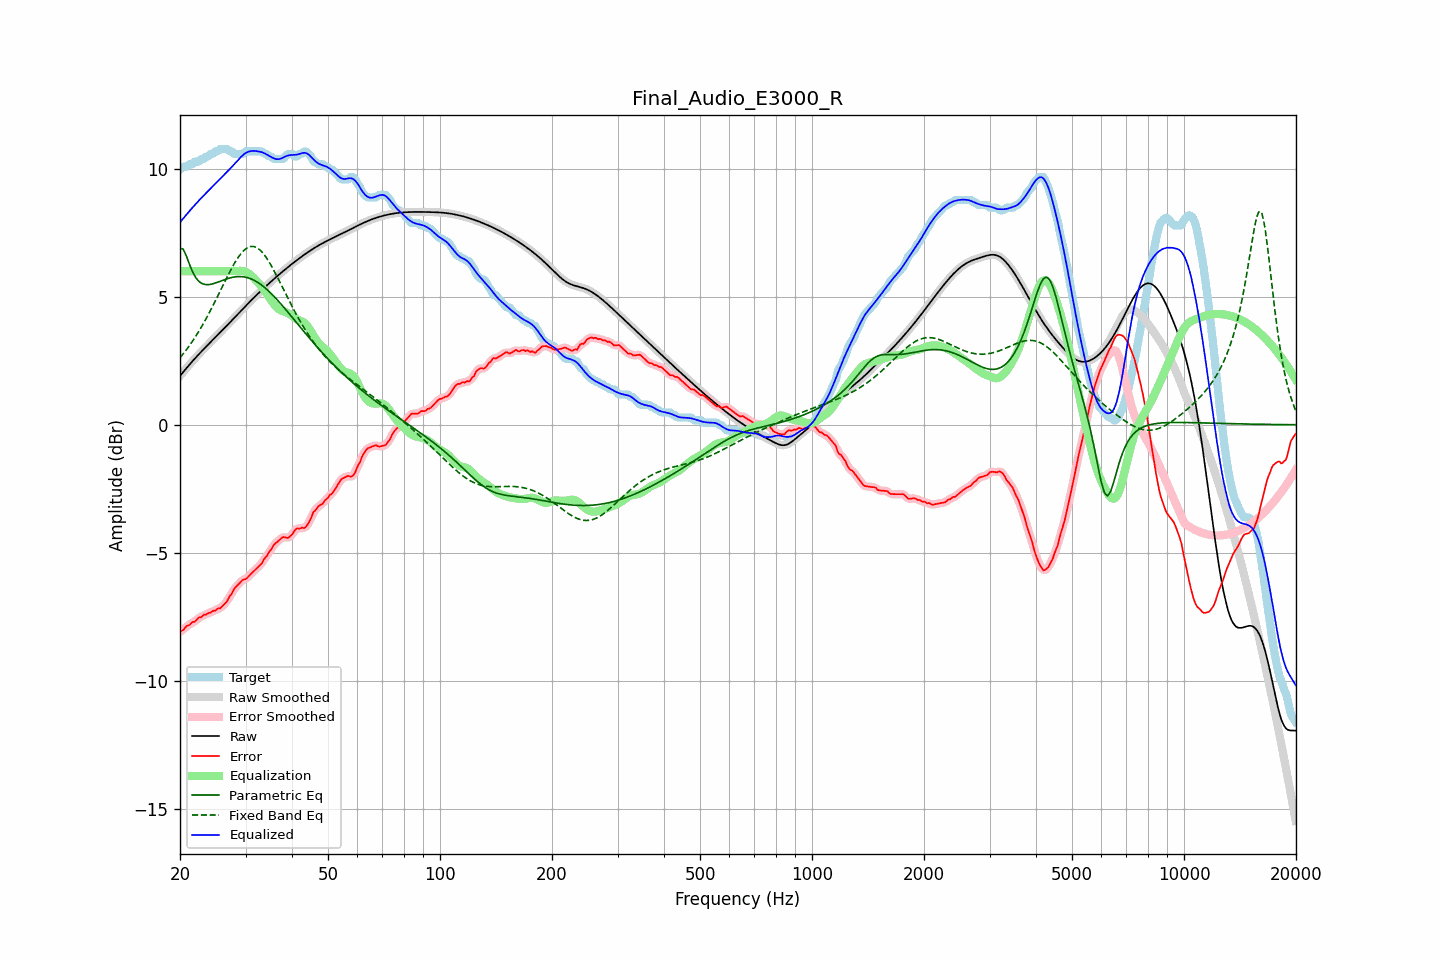 Final_Audio_E3000_R
Amplitude (dBr)
10
5
0
−5
−10
−15
Target
Raw Smoothed
Error Smoothed
Raw
Error
Equalization
Parametric Eq
Fixed Band Eq
Equalized
20 50 100 200 500 1000 2000 5000 10000 20000
Frequency (Hz)